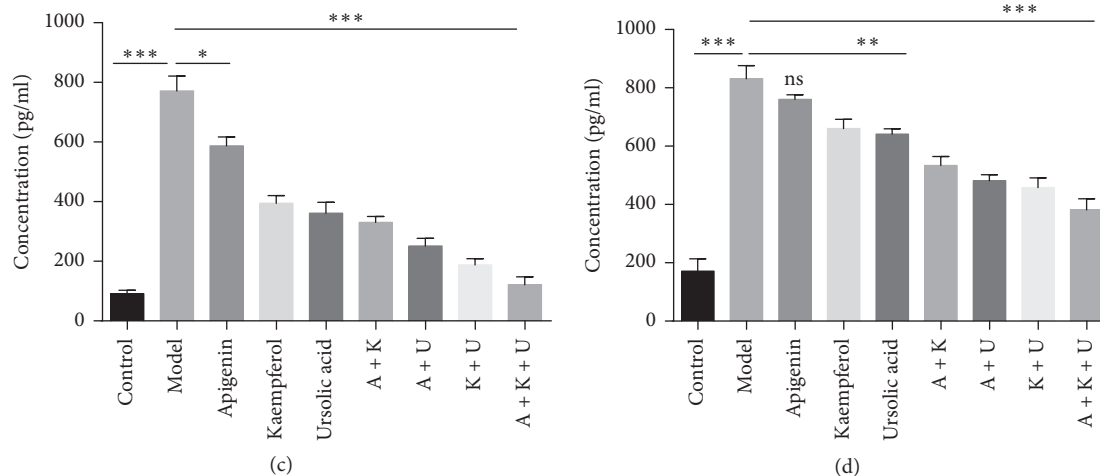 ***
***
*
1000
800
600
400
200
0
Concentration (pg/ml)
Control
Model
Apigenin
Kaempferol
Ursolic acid
A + K
A + U
K + U
A + K + U
(c)
***
***
**
ns
1000
800
600
400
200
0
Concentration (pg/ml)
Control
Model
Apigenin
Kaempferol
Ursolic acid
A + K
A + U
K + U
A + K + U
(d)